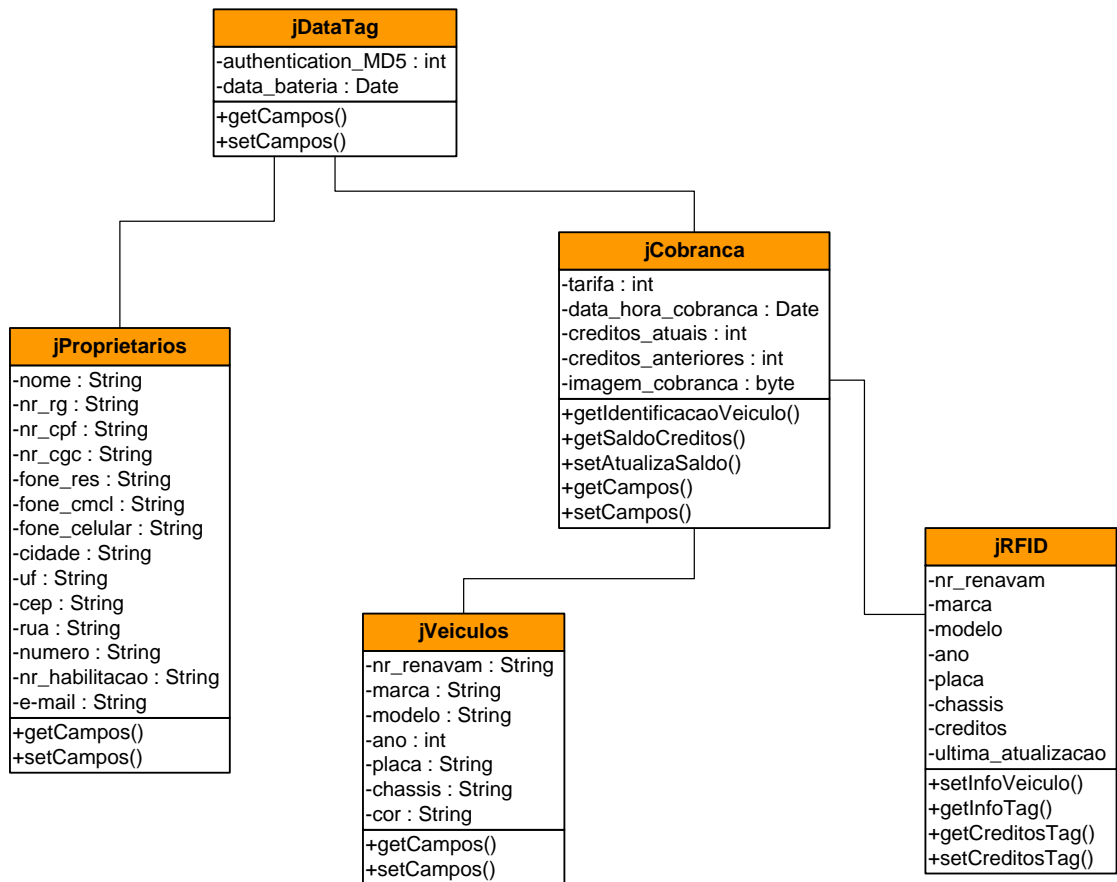 jDataTag
-authentication_MD5 : int
-data_bateria : Date
+getCampos()
+setCampos()
jCobranca
-tarifa : int
-data_hora_cobranca : Date
-creditos_atuais : int
-creditos_anteriores : int
-imagem_cobranca : byte
+getIdentificacaoVeiculo()
+getSaldoCreditos()
+setAtualizaSaldo()
+getCampos()
+setCampos()
jProprietarios
-nome : String
-nr_rg : String
-nr_cpf : String
-nr_cgc : String
-fone_res : String
-fone_cmcl : String
-fone_celular : String
-cidade : String
-uf : String
-cep : String
-rua : String
-numero : String
-nr_habilitacao : String
-e-mail : String
+getCampos()
+setCampos()
jVeiculos
-nr_renavam : String
-marca : String
-modelo : String
-ano : int
-placa : String
-chassis : String
-cor : String
+getCampos()
+setCampos()
jRFID
-nr_renavam
-marca
-modelo
-ano
-placa
-chassis
-creditos
-ultima_atualizacao
+setInfoVeiculo()
+getInfoTag()
+getCreditosTag()
+setCreditosTag()